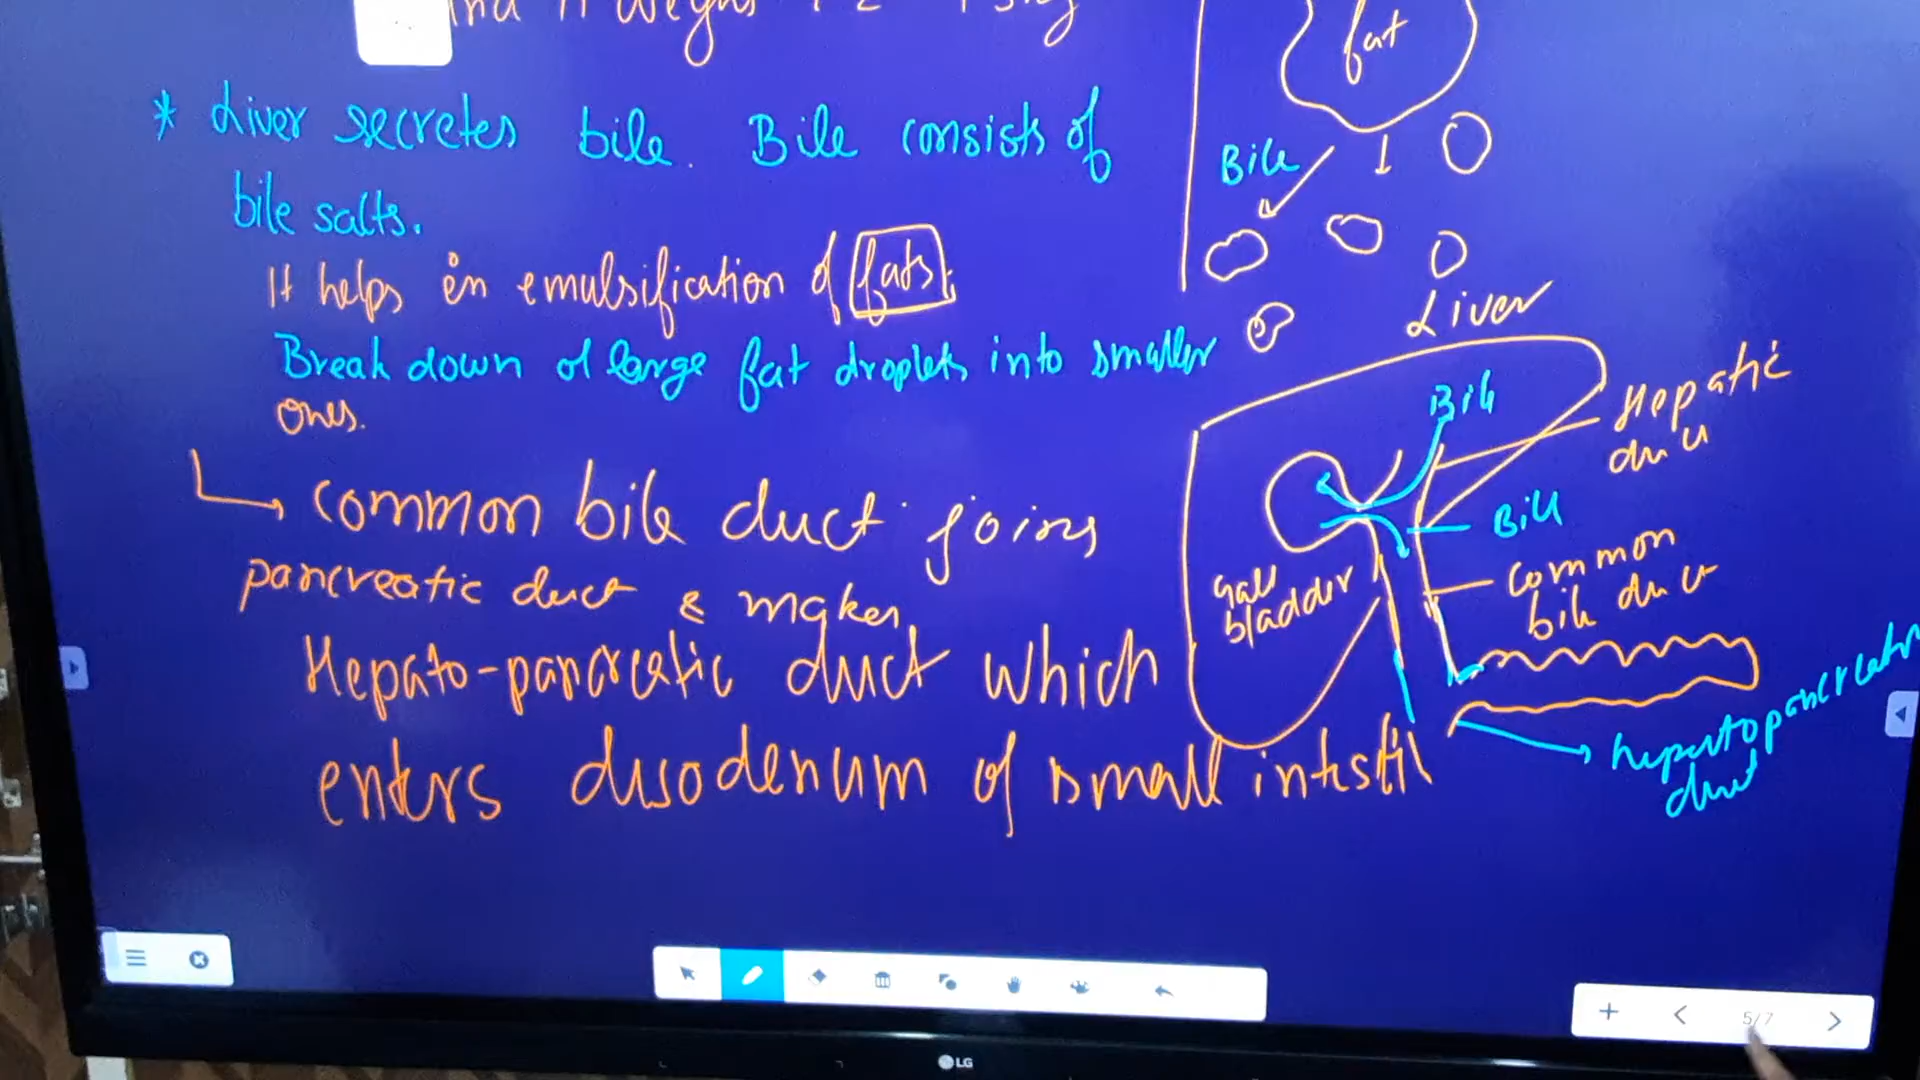 * Liver secretes bile. Bile consists of
bile salts.
It helps in emulsification of fats.
Break down of large fat droplets into smaller
ones.
common bile duct joins
pancreatic duct & makes
Hepato-pancreatic duct which
enters duodenum of small
fat
Bile
Liver
Bile
Hepatic
duct
Bile
Gall
bladder
common
bile duct
duct
5/7
LG